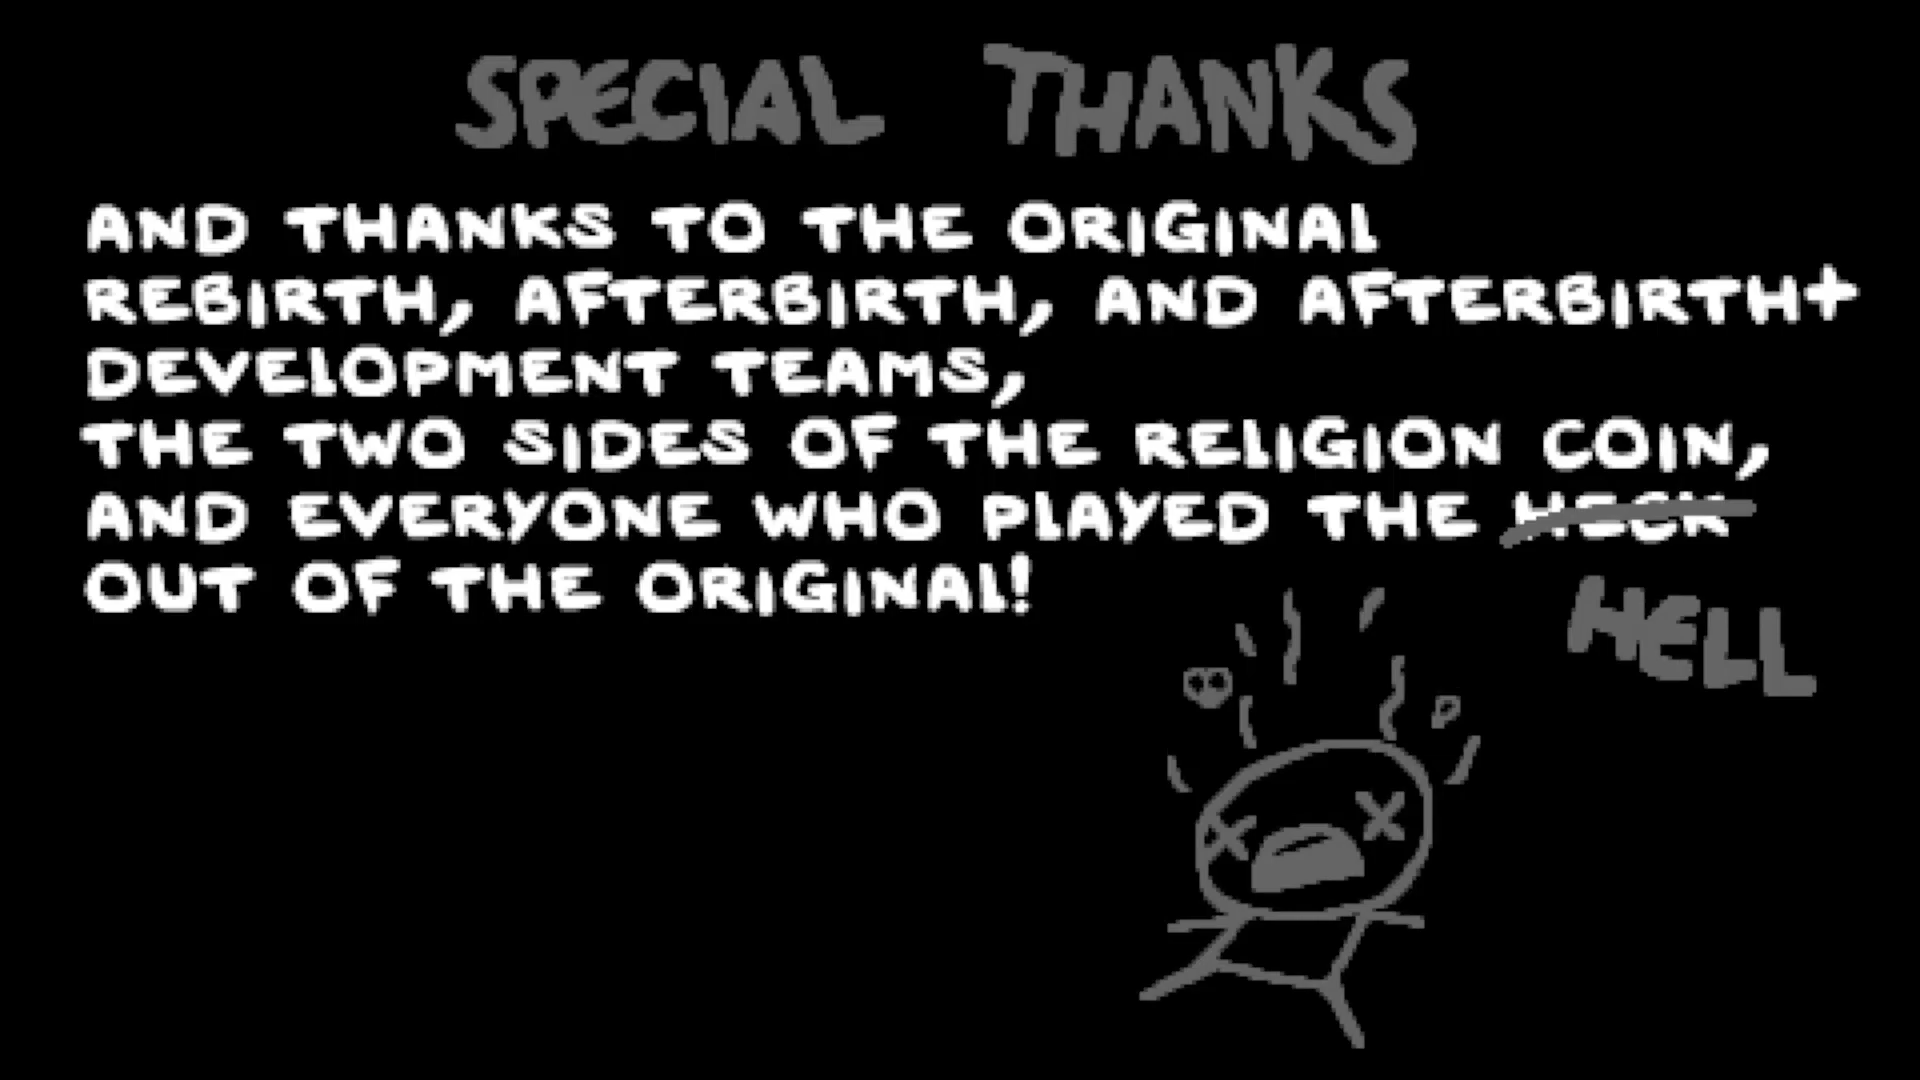 SPECIAL THANKS
AND THANKS TO THE ORIGINAL
REBIRTH, AFTERBIRTH, AND AFTERBIRTH+
DEVELOPMENT TEAMS,
THE TWO SIDES OF THE RELIGION COIN,
AND EVERYONE WHO PLAYED THE HECK
OUT OF THE ORIGINAL!
HELL